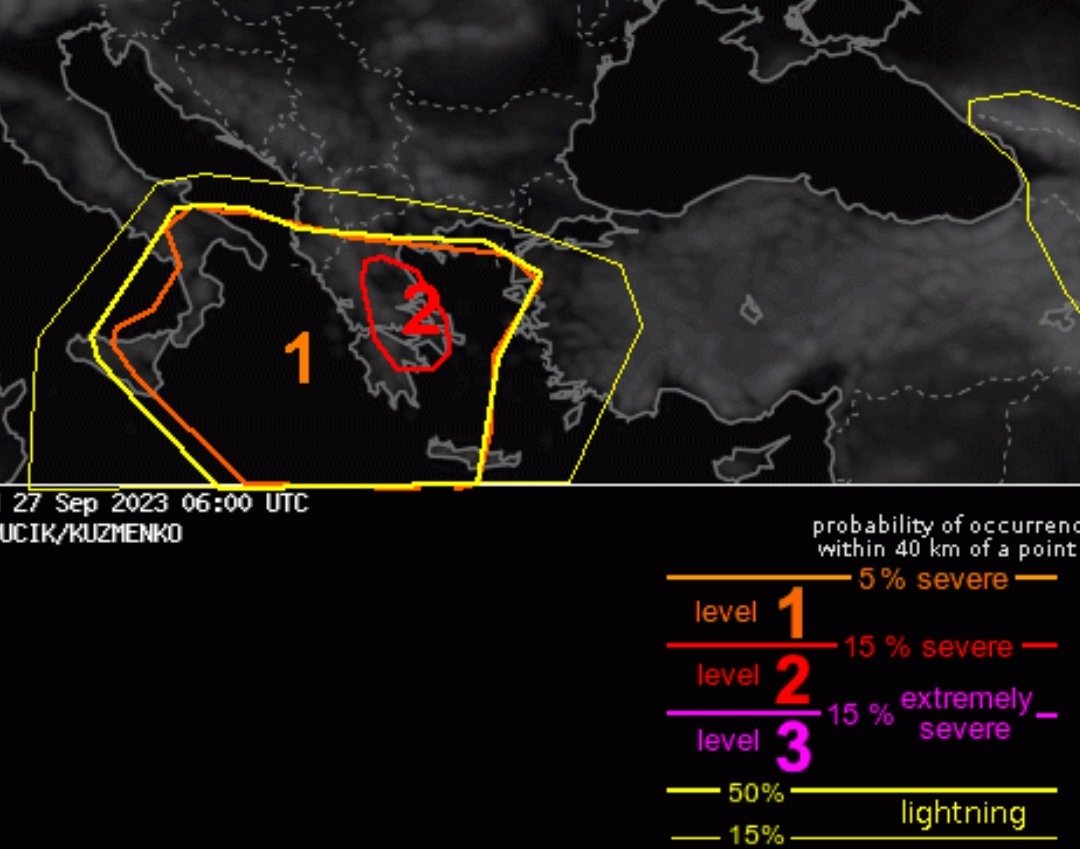 2
1
27 Sep 2023 06:00 UTC
UCIK/KUZMENKO
probability of occurrenc
within 40 km of a point
5 % severe
level 1
15 % severe
level 2
15 % extremely severe
level 3
50%
lightning
15%